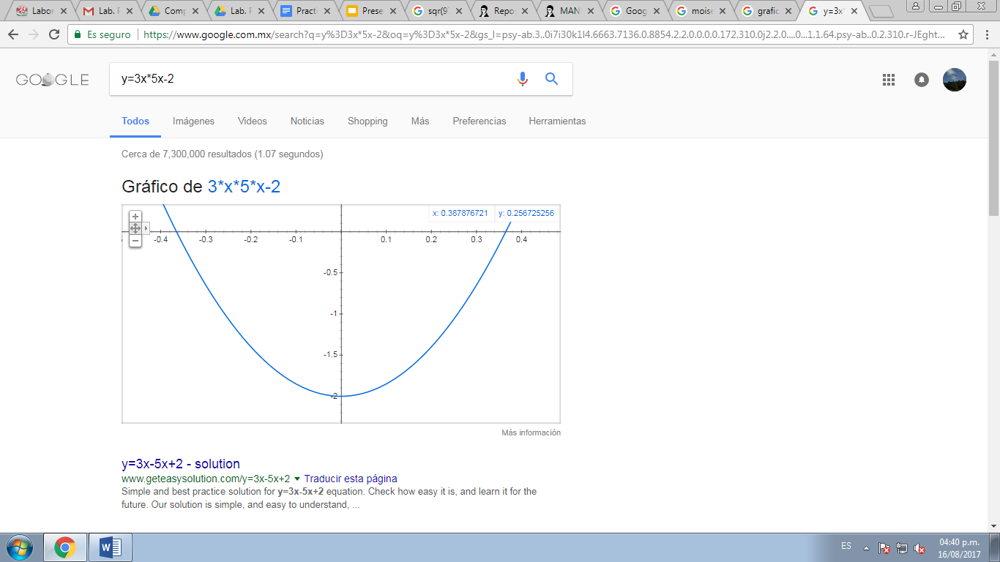 Labor Lab. F Comp Lab. F Practi Prese sqr(9 Repo MAN Goog moise grafic y=3x*
Es seguro https://www.google.com.mx/search?q=y%3D3x*5x-2&oq=y%3D3x*5x-2&gs_l=psy-ab.3..0i7i30k1l4.6663.7136.0.8854.2.2.0.0.0.0.172.310.0j2.2.0....0...1.1.64.psy-ab..0.2.310.r-JEght...
GOOGLE
y=3x*5x-2
Todos Imágenes Videos Noticias Shopping Más Preferencias Herramientas
Cerca de 7,300,000 resultados (1.07 segundos)
Gráfico de 3*x*5*x-2
x: 0.387876721 y: 0.256725256
-0.4 -0.3 -0.2 -0.1 0.1 0.2 0.3 0.4
-0.5
-1
-1.5
-2
Más información
y=3x-5x+2 - solution
www.geteasysolution.com/y=3x-5x+2 Traducir esta página
Simple and best practice solution for y=3x-5x+2 equation. Check how easy it is, and learn it for the
future. Our solution is simple, and easy to understand, ...
ES
04:40 p.m.
16/08/2017